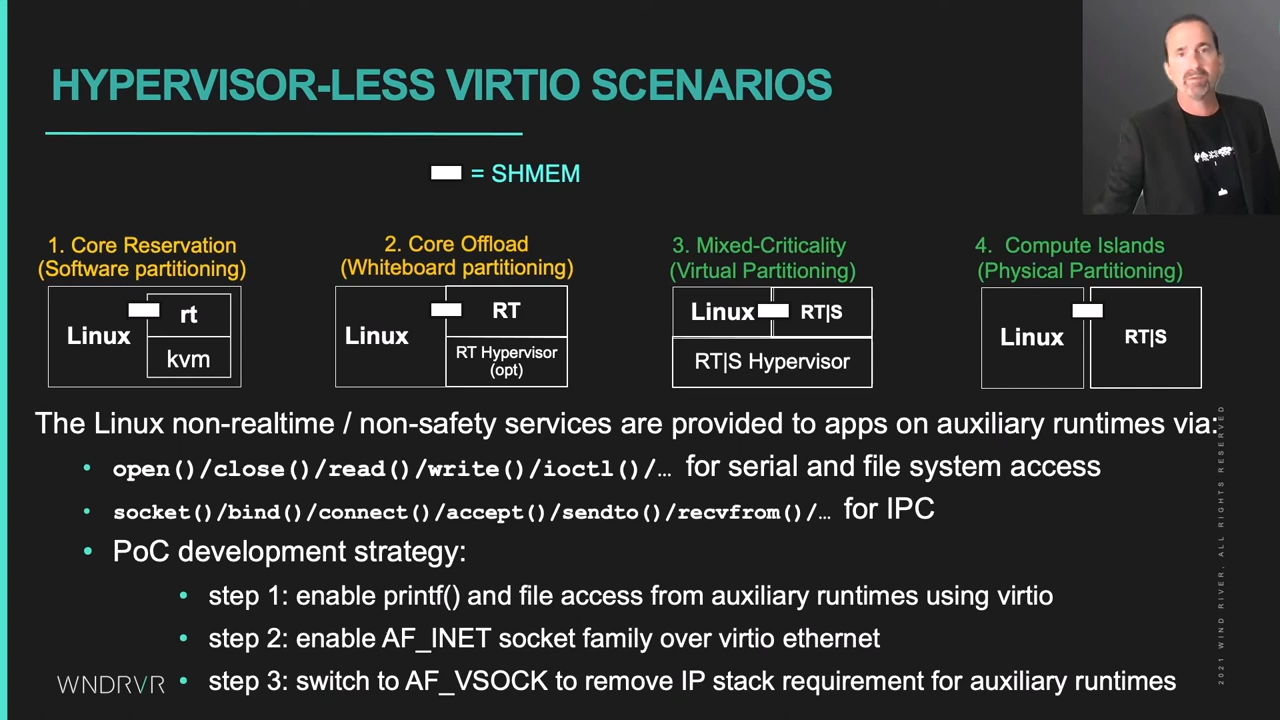 HYPERVISOR-LESS VIRTIO SCENARIOS
= SHMEM
1. Core Reservation
(Software partitioning)
Linux
rt
kvm
2. Core Offload
(Whiteboard partitioning)
Linux
RT
RT Hypervisor
(opt)
3. Mixed-Criticality
(Virtual Partitioning)
Linux
RT|S
RT|S Hypervisor
4. Compute Islands
(Physical Partitioning)
Linux
RT|S
The Linux non-realtime / non-safety services are provided to apps on auxiliary runtimes via:
• open()/close()/read()/write()/ioctl()/… for serial and file system access
• socket()/bind()/connect()/accept()/sendto()/recvfrom()/… for IPC
• PoC development strategy:
• step 1: enable printf() and file access from auxiliary runtimes using virtio
• step 2: enable AF_INET socket family over virtio ethernet
• step 3: switch to AF_VSOCK to remove IP stack requirement for auxiliary runtimes
WNDRVR
2021 WIND RIVER, ALL RIGHTS RESERVED